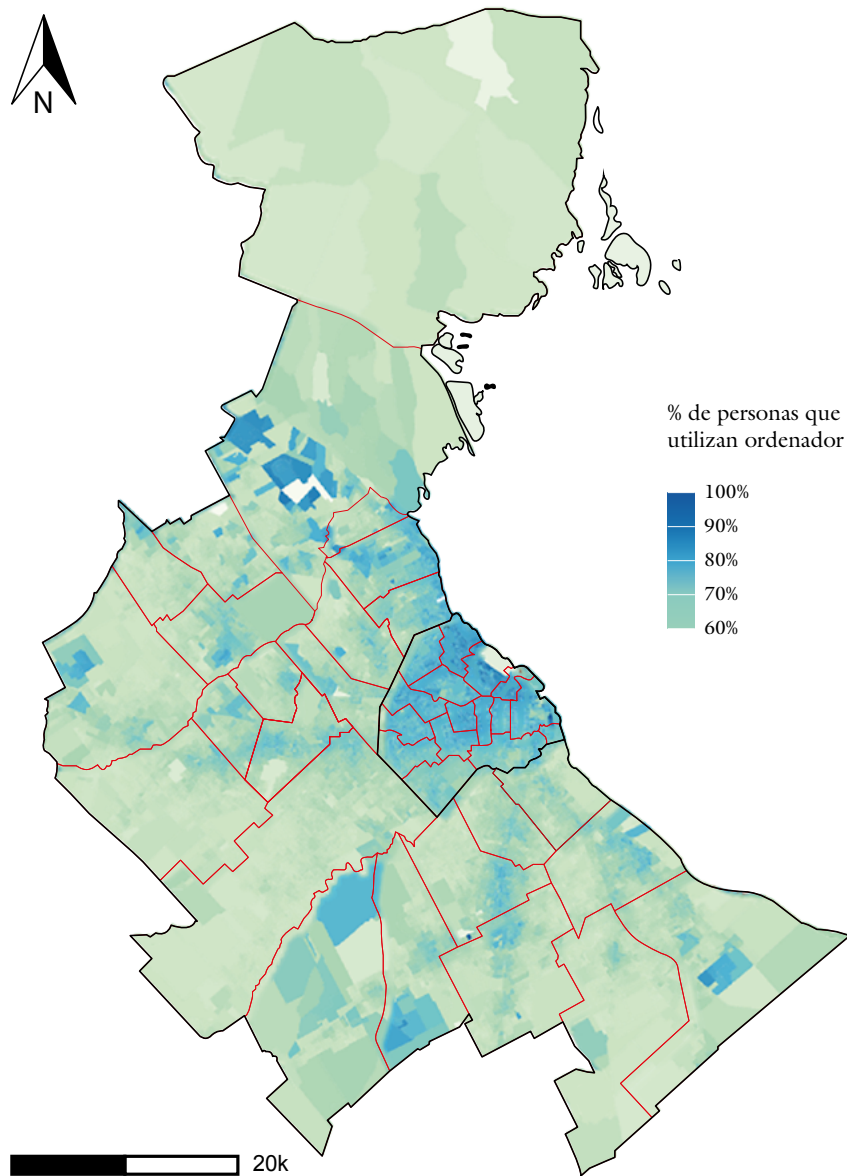 N
% de personas que
utilizan ordenador
100%
90%
80%
70%
60%
20k